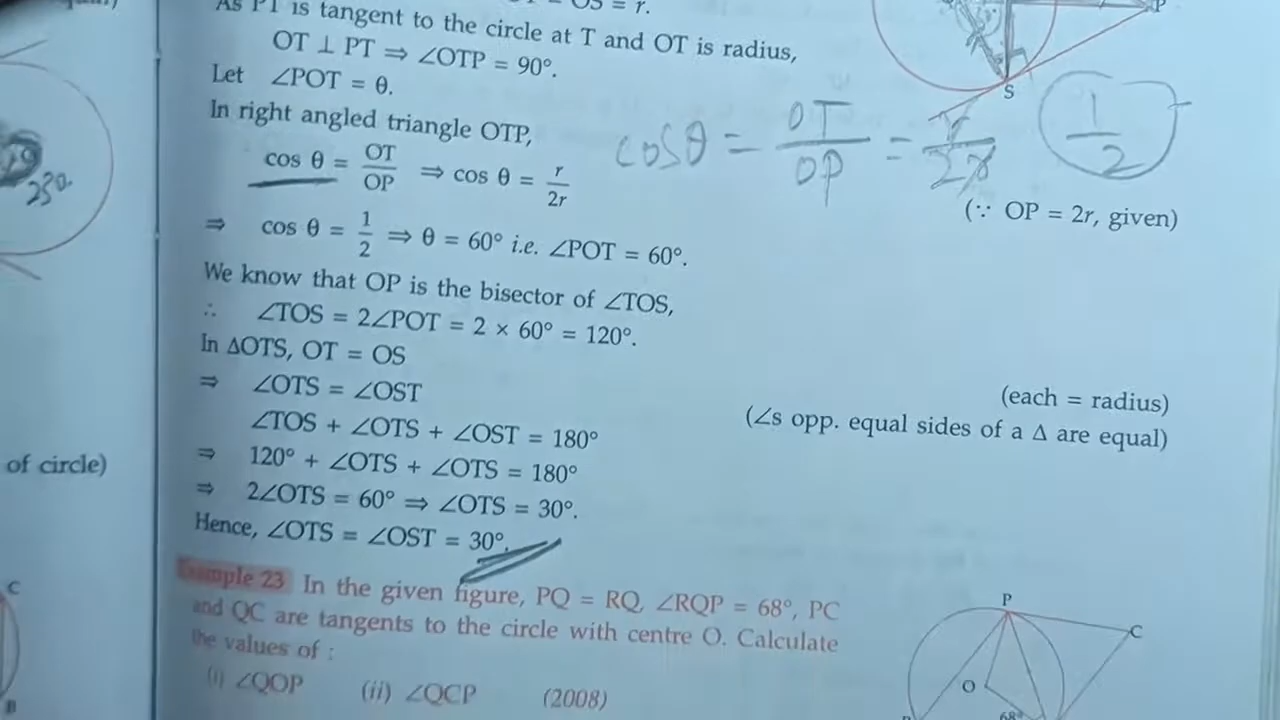 OS = r.
As PT is tangent to the circle at T and OT is radius,
OT ⊥ PT ⇒ ∠OTP = 90°.
Let ∠POT = θ.
In right angled triangle OTP,
cos θ = OT/OP ⇒ cos θ = r/2r
(∵ OP = 2r, given)
⇒ cos θ = 1/2 ⇒ θ = 60° i.e. ∠POT = 60°.
We know that OP is the bisector of ∠TOS,
∴ ∠TOS = 2∠POT = 2 × 60° = 120°.
In ΔOTS, OT = OS
(each = radius)
⇒ ∠OTS = ∠OST
(∠s opp. equal sides of a Δ are equal)
∠TOS + ∠OTS + ∠OST = 180°
⇒ 120° + ∠OTS + ∠OTS = 180°
⇒ 2∠OTS = 60° ⇒ ∠OTS = 30°.
Hence, ∠OTS = ∠OST = 30°.
Example 23 In the given figure, PQ = RQ, ∠RQP = 68°, PC
and QC are tangents to the circle with centre O. Calculate
the values of :
(i) ∠QOP (ii) ∠QCP (2008)
P
S
cosθ = OT/OP = r/2r
1/2
P
C
O
68°
of circle)
C
B